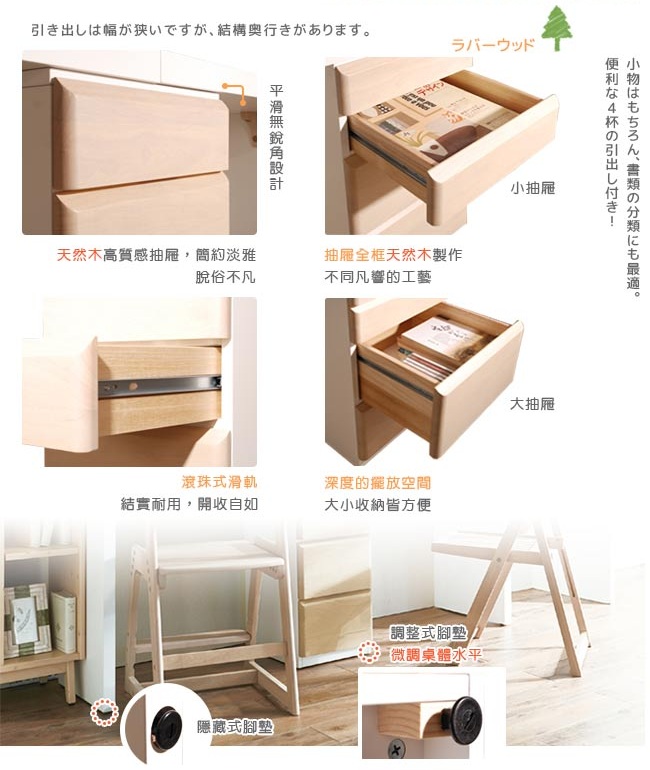 引き出しは幅が狭いですが、結構奥行きがあります。
ラバーウッド
小物はもちろん、書類の分類にも最適。
便利な４杯の引出し付き！
平滑無銳角設計
小抽屜
天然木高質感抽屜，簡約淡雅
脫俗不凡
抽屜全框天然木製作
不同凡響的工藝
大抽屜
滾珠式滑軌
結實耐用，開收自如
深度的擺放空間
大小收納皆方便
調整式腳墊
微調桌體水平
隱藏式腳墊